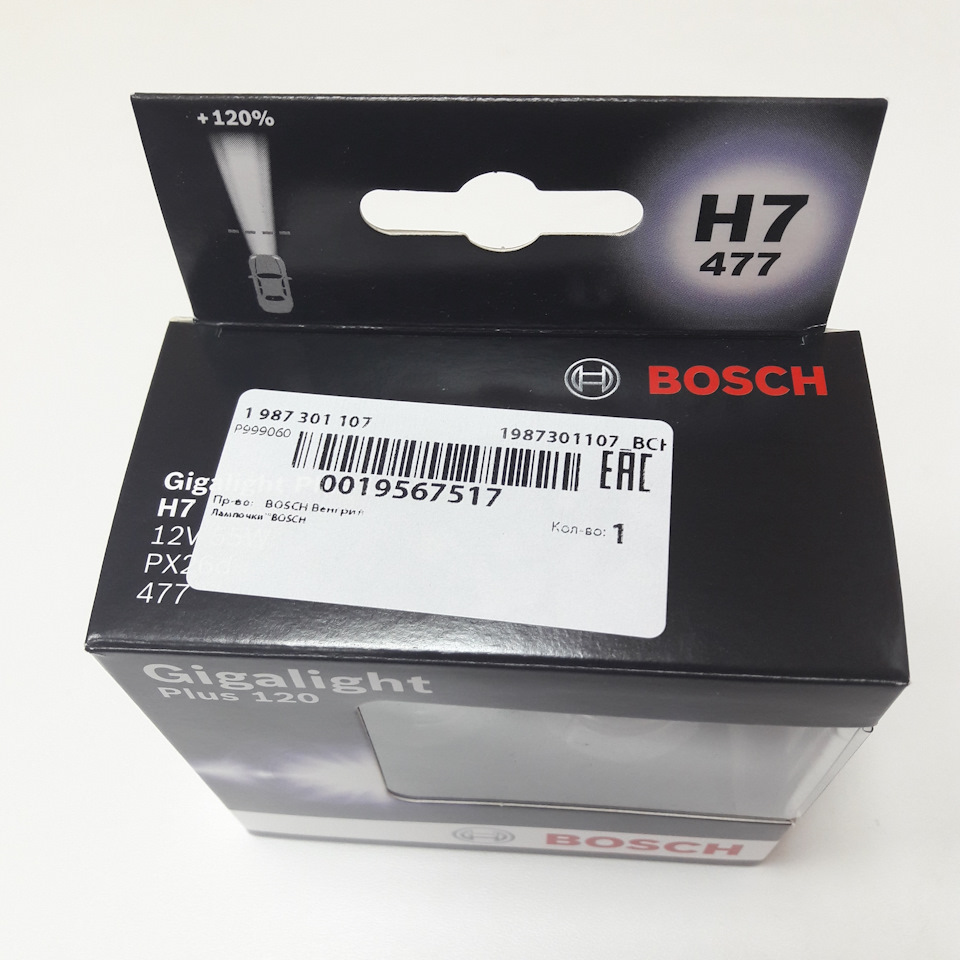 +120%
H7
477
BOSCH
1 987 301 107
P999060
1987301107_BCH
EAC
0019567517
Пр-во: BOSCH Венгрия
Лампочки "BOSCH
Кол-во: 1
Gigalight
H7
12V
PX26d
477
Gigalight
Plus 120
BOSCH